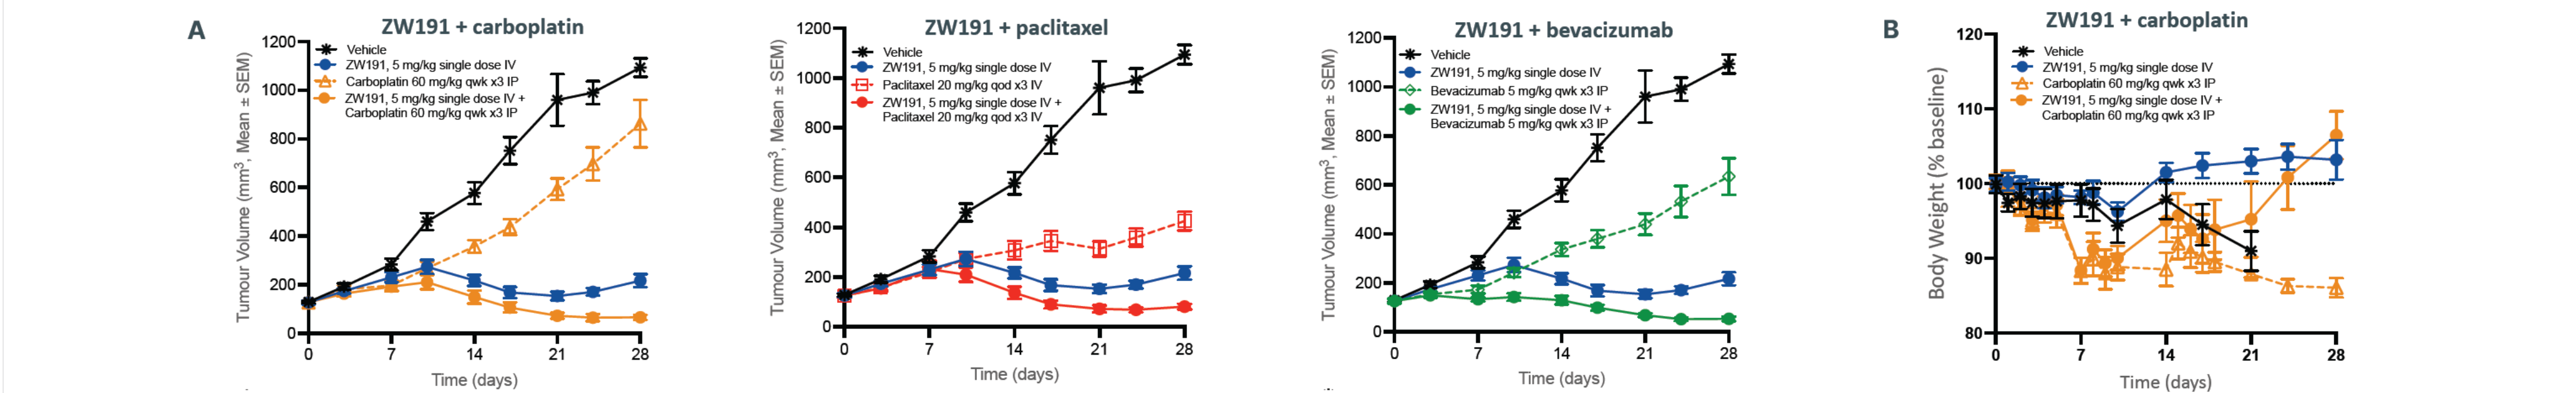 A
ZW191 + carboplatin
Tumour Volume (mm³, Mean ± SEM)
1200
1000
800
600
400
200
0
Vehicle
ZW191, 5 mg/kg single dose IV
Carboplatin 60 mg/kg qwk x3 IP
ZW191, 5 mg/kg single dose IV +
Carboplatin 60 mg/kg qwk x3 IP
0 7 14 21 28
Time (days)
ZW191 + paclitaxel
Tumour Volume (mm³, Mean ± SEM)
1200
1000
800
600
400
200
0
Vehicle
ZW191, 5 mg/kg single dose IV
Paclitaxel 20 mg/kg qod x3 IV
ZW191, 5 mg/kg single dose IV +
Paclitaxel 20 mg/kg qod x3 IV
0 7 14 21 28
Time (days)
ZW191 + bevacizumab
Tumour Volume (mm³, Mean ± SEM)
1200
1000
800
600
400
200
0
Vehicle
ZW191, 5 mg/kg single dose IV
Bevacizumab 5 mg/kg qwk x3 IP
ZW191, 5 mg/kg single dose IV +
Bevacizumab 5 mg/kg qwk x3 IP
0 7 14 21 28
Time (days)
B
ZW191 + carboplatin
Body Weight (% baseline)
120
110
100
90
80
Vehicle
ZW191, 5 mg/kg single dose IV
Carboplatin 60 mg/kg qwk x3 IP
ZW191, 5 mg/kg single dose IV +
Carboplatin 60 mg/kg qwk x3 IP
0 7 14 21 28
Time (days)